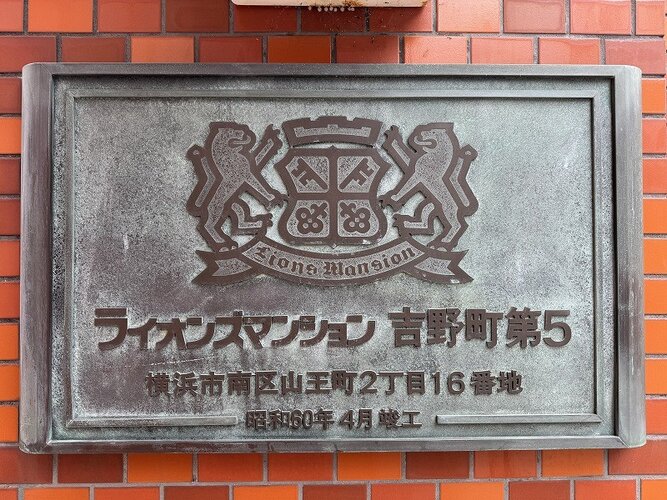 Lions Mansion
ライオンズマンション 吉野町第5
横浜市南区山王町2丁目16番地
昭和60年4月竣工